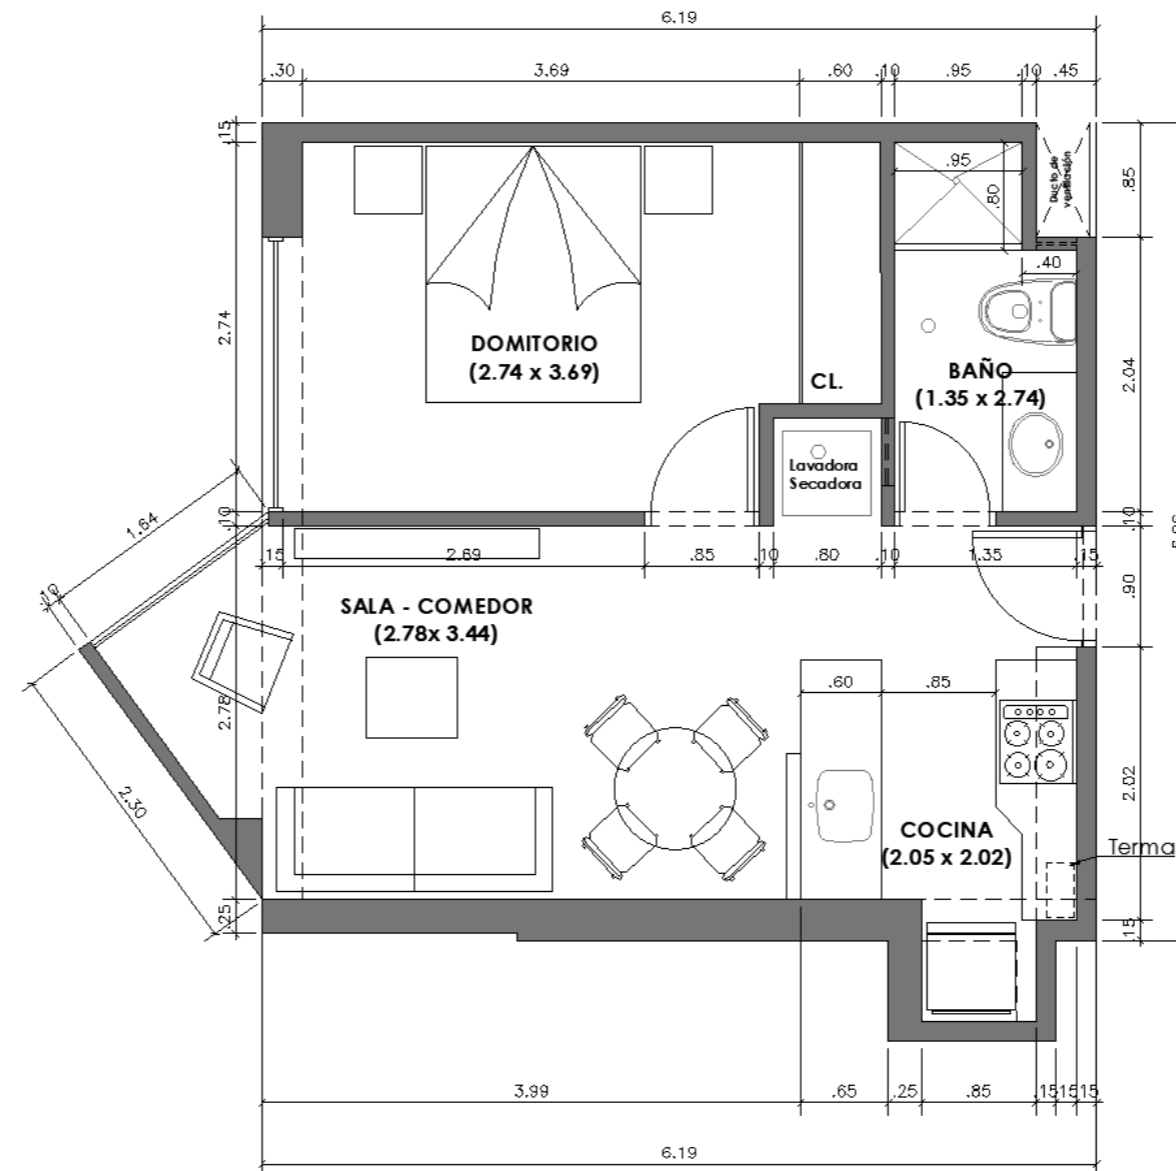 6.19
.30 3.69 .60 .10 .95 .10 .45
.15
.95
.80
Ducto de
ventilación
.85
.40
2.74
DOMITORIO
(2.74 x 3.69)
CL.
BAÑO
(1.35 x 2.74)
2.04
Lavadora
Secadora
1.64
.10
.10
.15 2.69 .85 .10 .80 .10 1.35 .15
.10
.90
SALA - COMEDOR
(2.78x 3.44)
2.78
.60 .85
2.30
2.02
COCINA
(2.05 x 2.02)
Terma
.25
.15
3.99 .65 .25 .85 .15 .15 .15
6.19